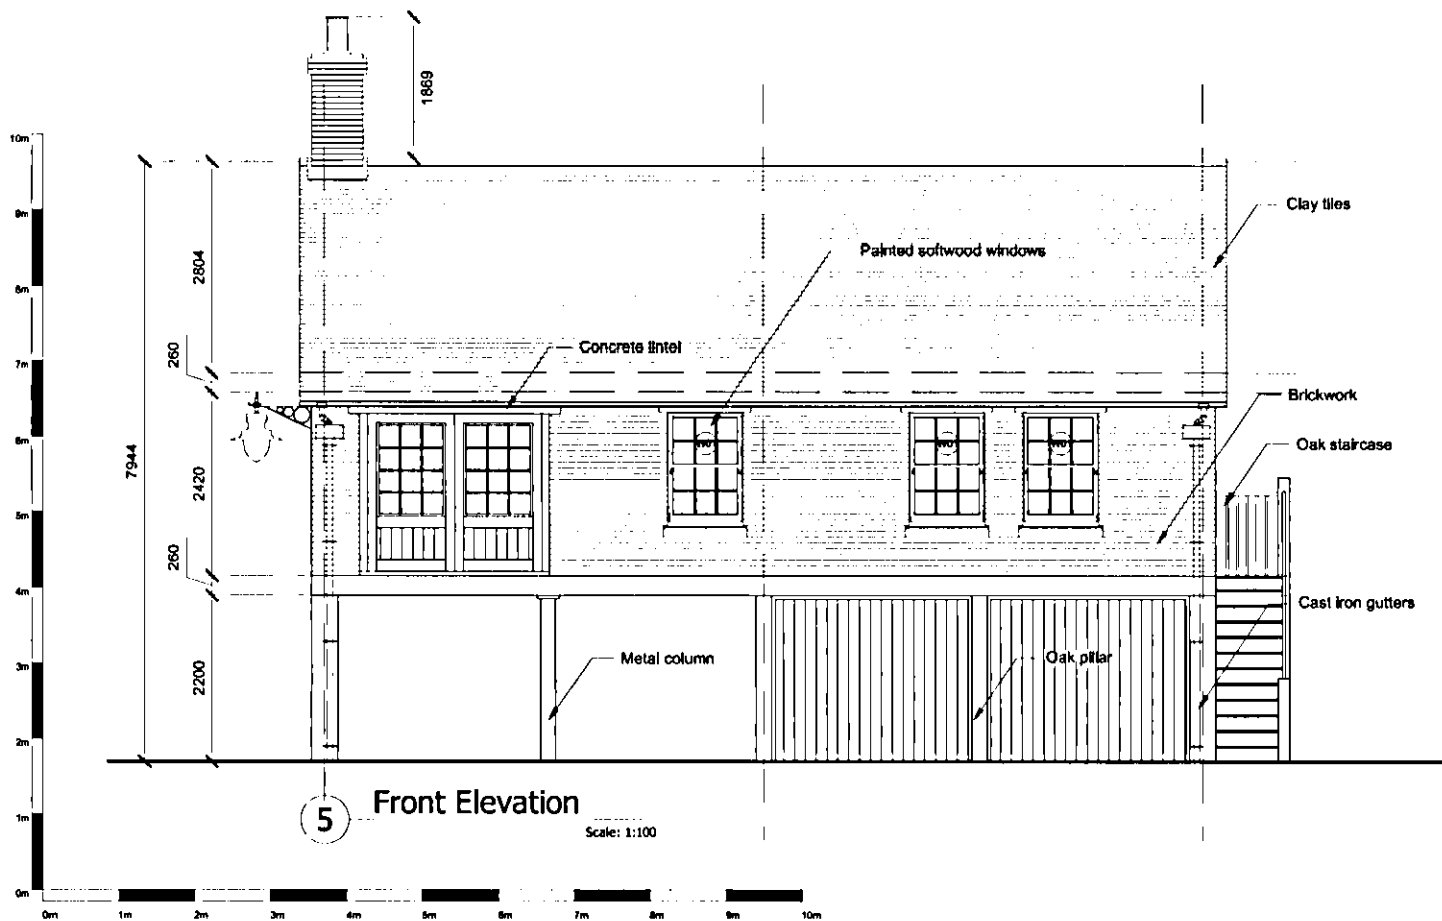 1869
10m
9m
Clay tiles
Painted softwood windows
2804
8m
260
7m
Concrete lintel
Brickwork
6m
Oak staircase
7944
2420
5m
260
4m
Cast iron gutters
3m
2200
Metal column
Oak pillar
2m
5
Front Elevation
Scale: 1:100
1m
0m
0m 1m 2m 3m 4m 5m 6m 7m 8m 9m 10m